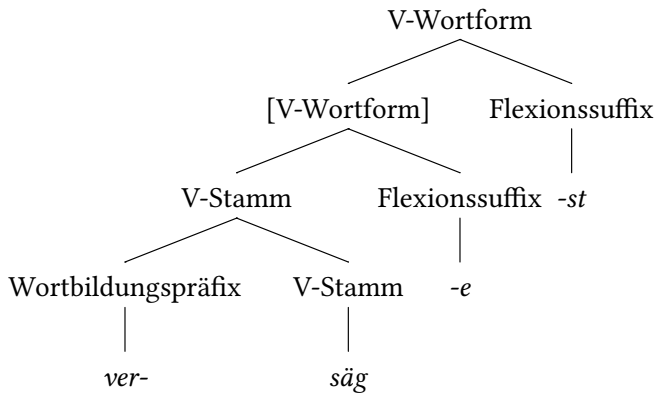 V-Wortform
[V-Wortform] Flexionssuffix
V-Stamm Flexionssuffix -st
Wortbildungspräfix V-Stamm -e
ver- säg